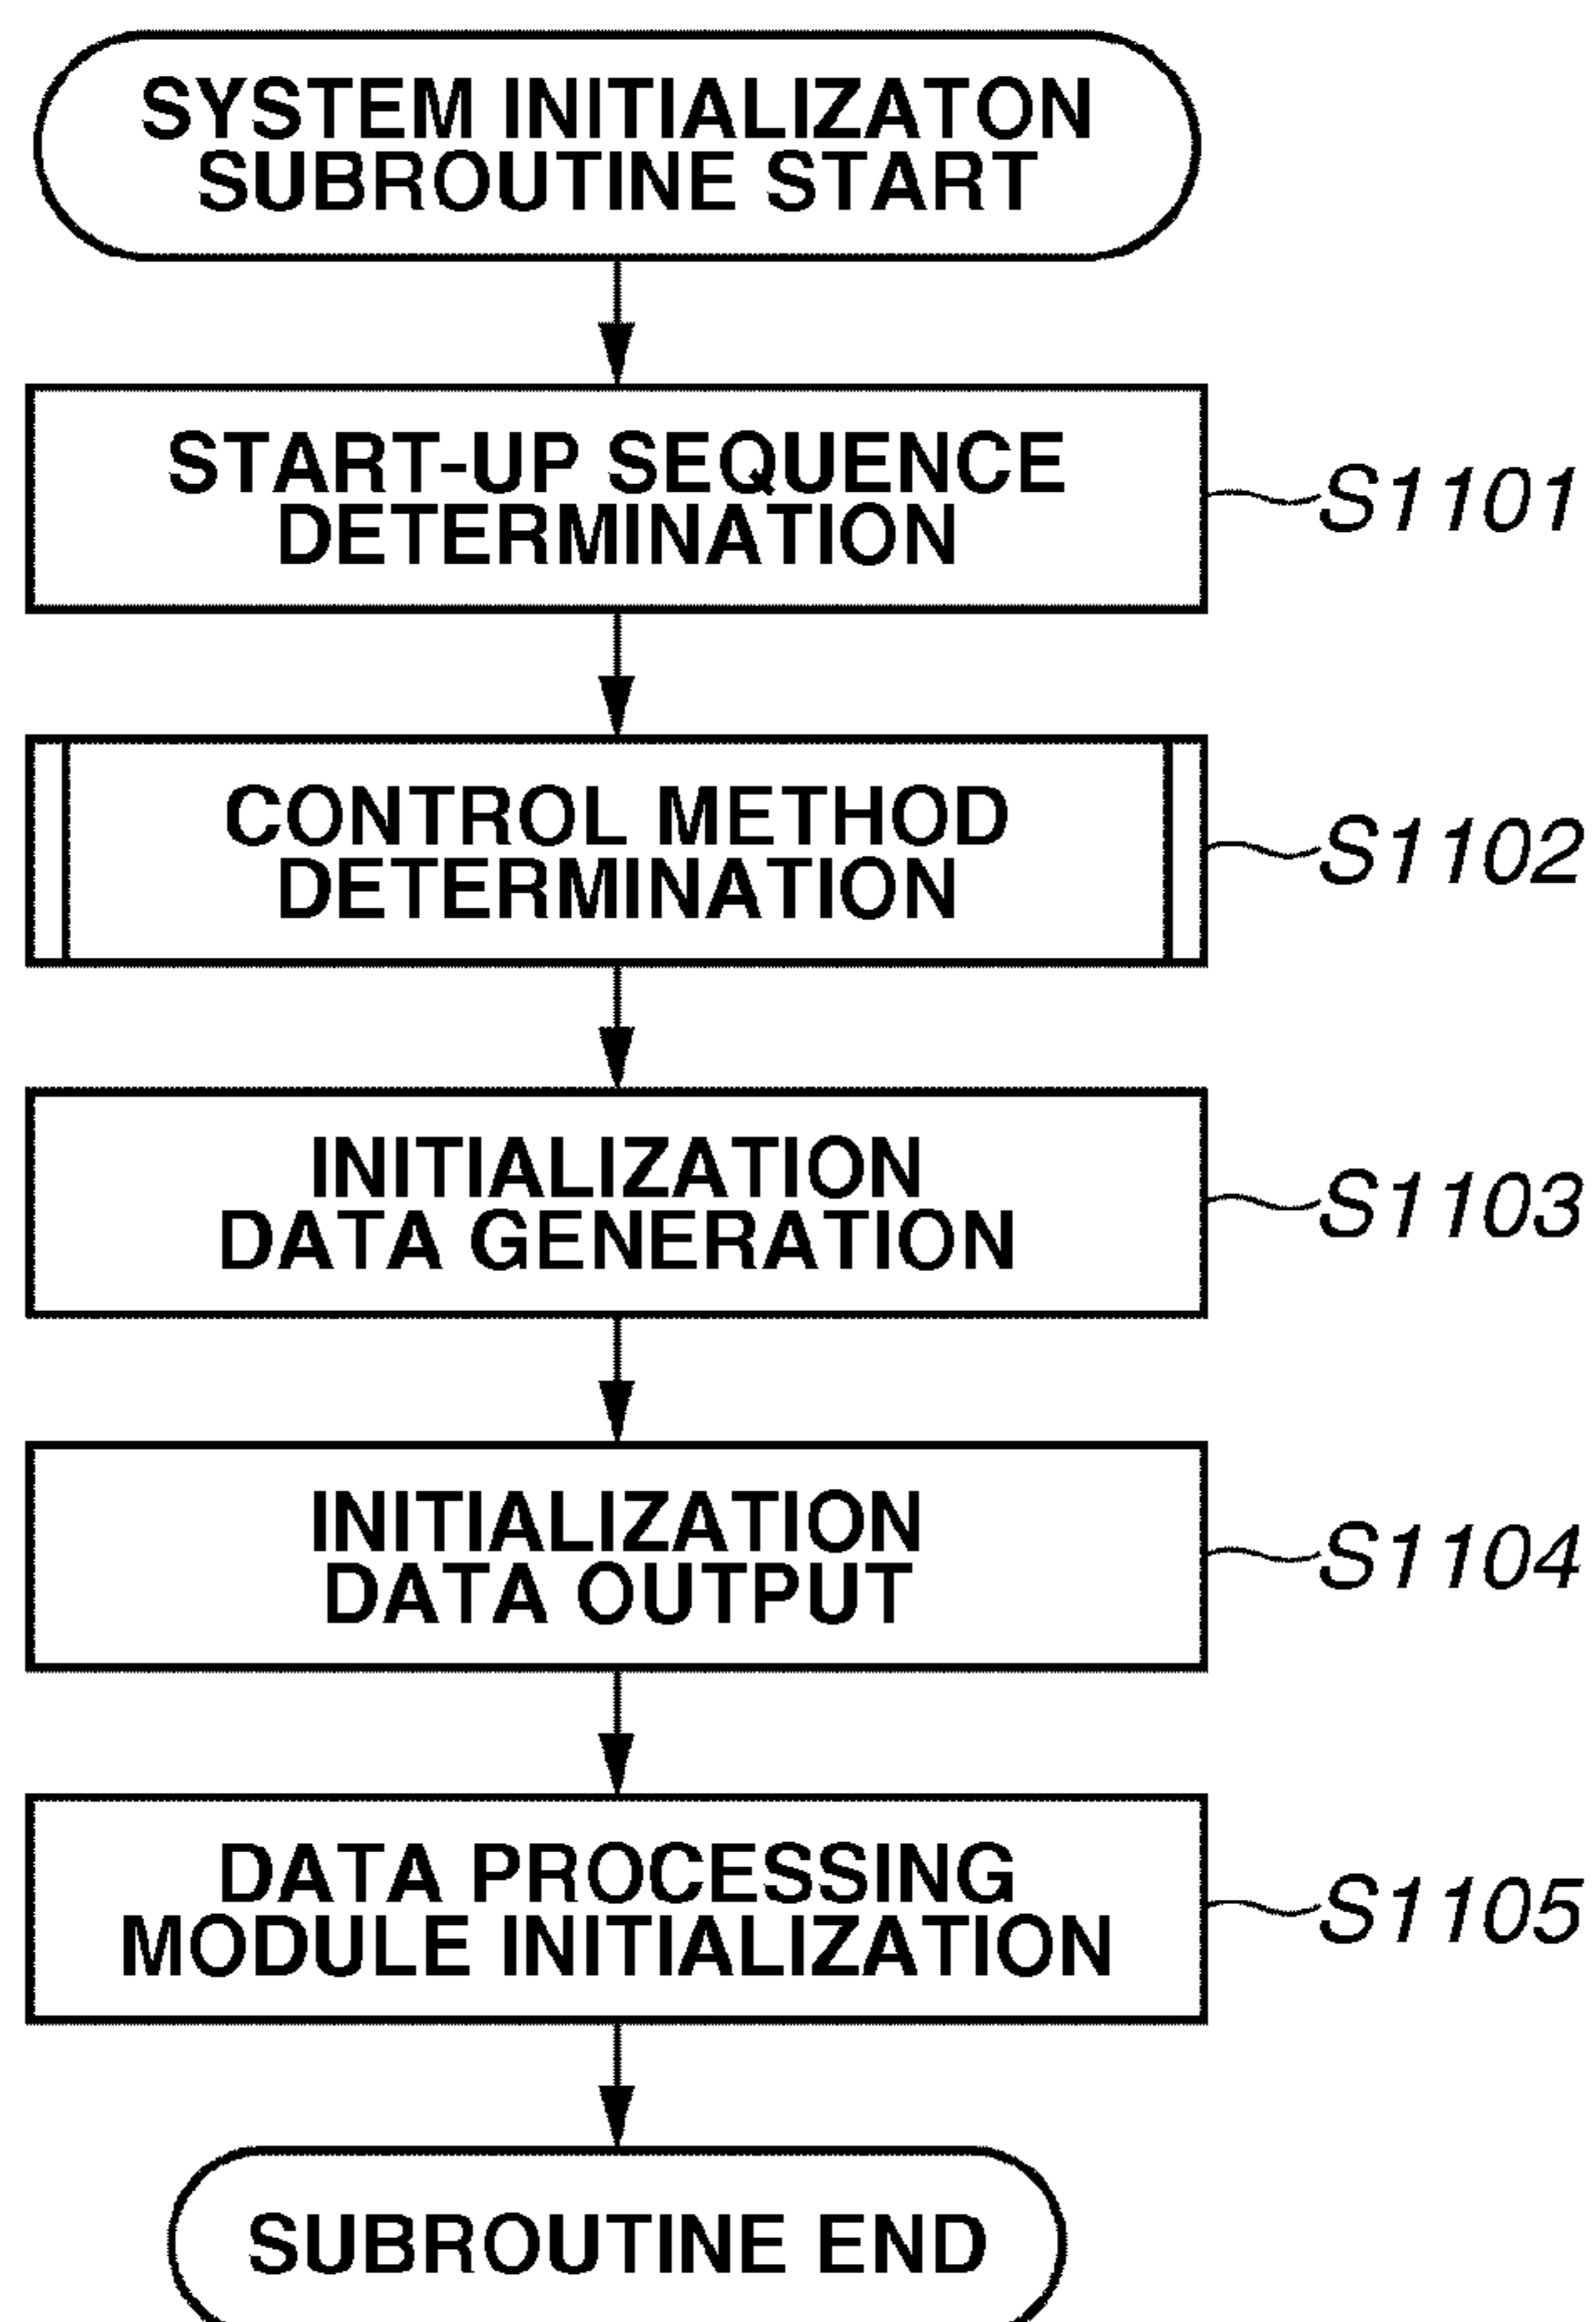 SYSTEM INITIALIZATON
SUBROUTINE START
START-UP SEQUENCE
DETERMINATION
S1101
CONTROL METHOD
DETERMINATION
S1102
INITIALIZATION
DATA GENERATION
S1103
INITIALIZATION
DATA OUTPUT
S1104
DATA PROCESSING
MODULE INITIALIZATION
S1105
SUBROUTINE END